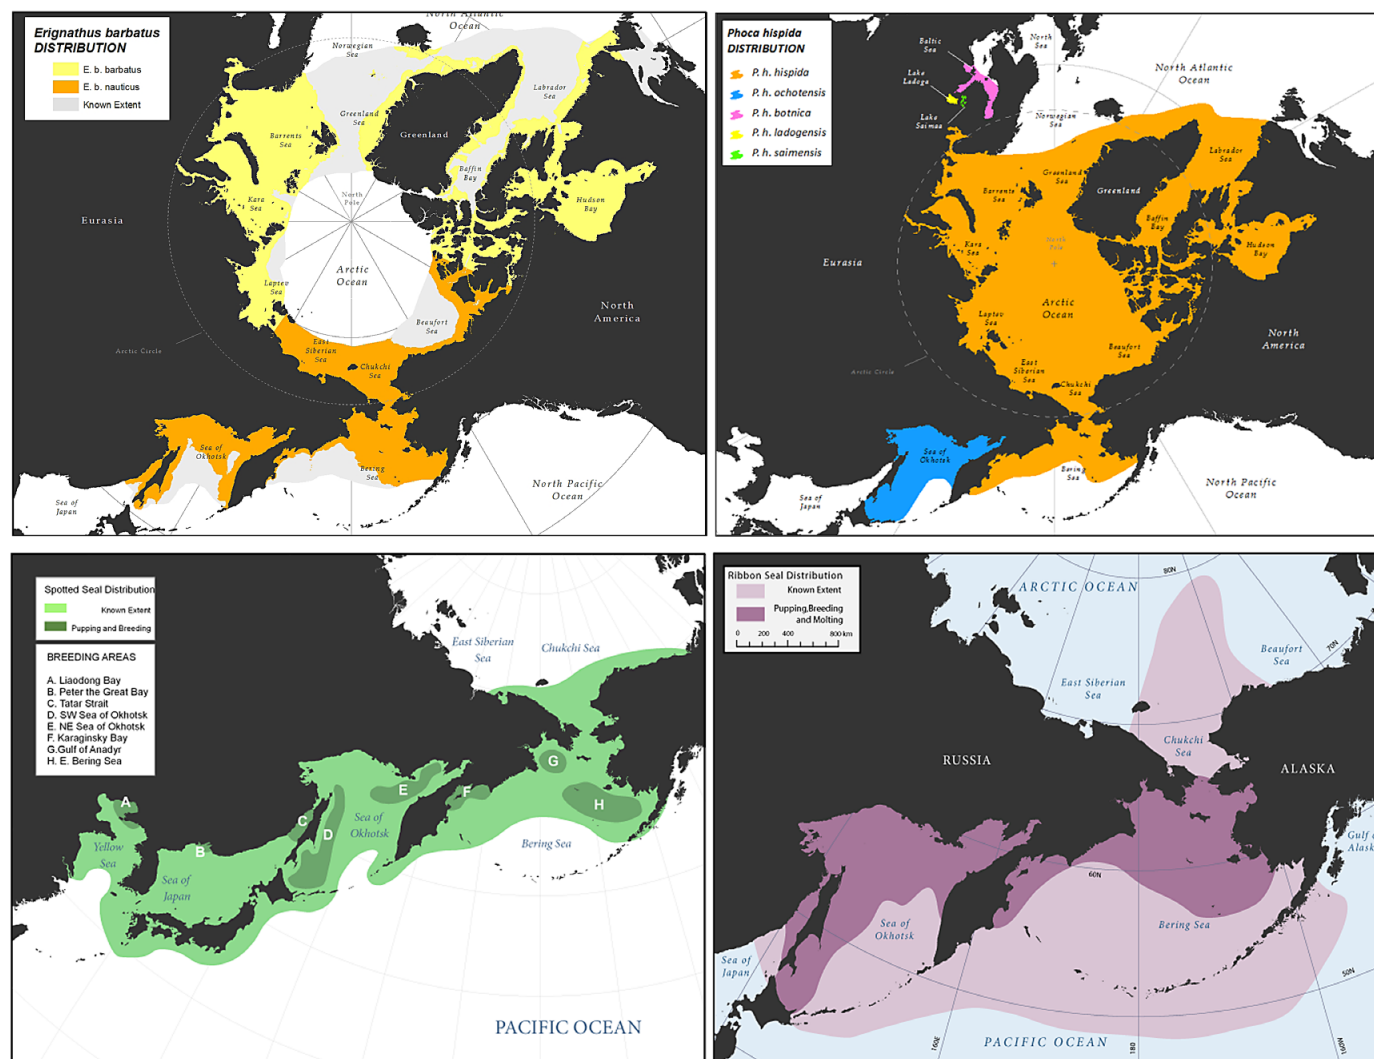 Erignathus barbatus
DISTRIBUTION
E. b. barbatus
E. b. nauticus
Known Extent
North Atlantic
Ocean
Norwegian
Sea
Greenland
Sea
Labrador
Sea
Greenland
Barrents
Sea
Baffin
Bay
North
Pole
Kara
Sea
Hudson
Bay
Eurasia
Arctic
Ocean
Laptev
Sea
North
America
Beaufort
Sea
East
Siberian
Sea
Arctic Circle
Chukchi
Sea
Sea of
Okhotsk
Bering
Sea
North Pacific
Ocean
Sea of
Japan
Phoca hispida
DISTRIBUTION
P. h. hispida
P. h. ochotensis
P. h. botnica
P. h. ladogensis
P. h. saimensis
Baltic
Sea
North
Sea
Lake
Ladoga
North Atlantic
Ocean
Lake
Saimaa
Norwegian
Sea
Labrador
Sea
Greenland
Sea
Greenland
Barrents
Sea
Baffin
Bay
Kara
Sea
North
Pole
Hudson
Bay
Eurasia
Arctic
Ocean
Laptev
Sea
North
America
Beaufort
Sea
East
Siberian
Sea
Arctic Circle
Chukchi
Sea
Sea of
Okhotsk
Bering
Sea
North Pacific
Ocean
Sea of
Japan
Spotted Seal Distribution
Known Extent
Pupping and Breeding
BREEDING AREAS
A. Liaodong Bay
B. Peter the Great Bay
C. Tatar Strait
D. SW Sea of Okhotsk
E. NE Sea of Okhotsk
F. Karaginsky Bay
G.Gulf of Anadyr
H. E. Bering Sea
East Siberian
Sea
Chukchi Sea
G
E
F
H
A
C
D
Sea of
Okhotsk
B
Yellow
Sea
Bering Sea
Sea of
Japan
PACIFIC OCEAN
Ribbon Seal Distribution
Known Extent
Pupping,Breeding
and Molting
0 200 400 800 km
ARCTIC OCEAN
80N
70N
Beaufort
Sea
East Siberian
Sea
Chukchi
Sea
RUSSIA
ALASKA
Gulf of
Alaska
60N
Sea of
Okhotsk
Bering Sea
Sea of
Japan
50N
160E
180
160W
PACIFIC OCEAN